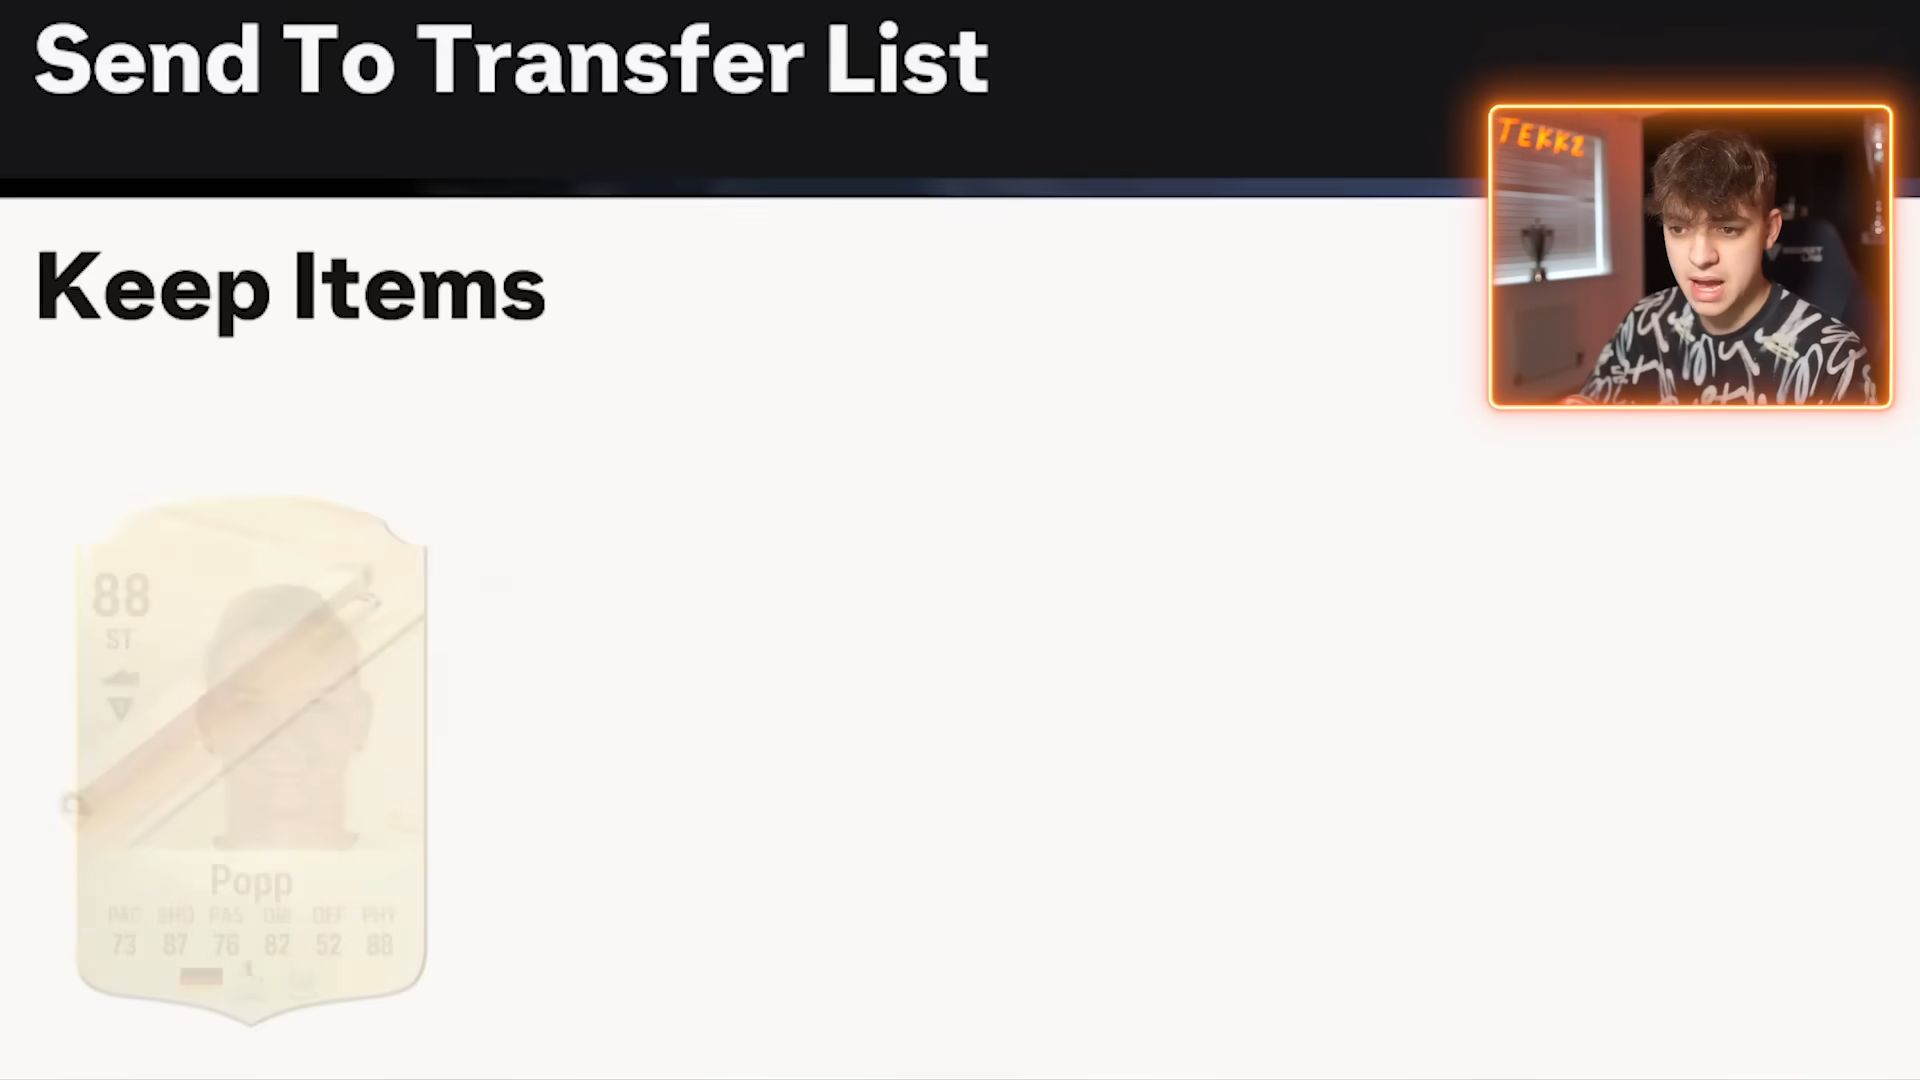 Send To Transfer List
TEKKZ
Keep Items
88
ST
Popp
PAC SHO PAS DRI DEF PHY
73 87 76 82 52 88